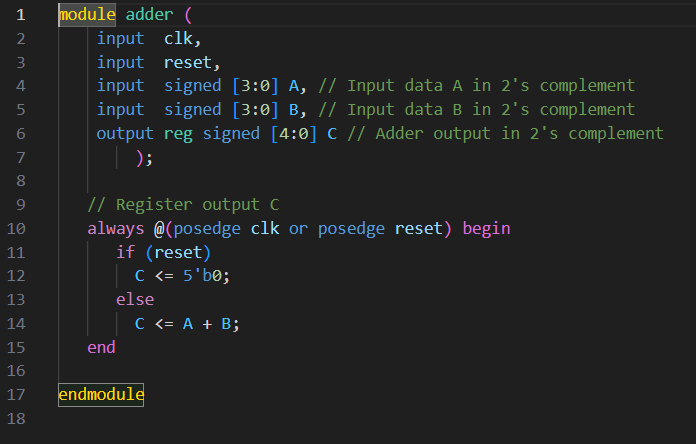 1 module adder (
2 input clk,
3 input reset,
4 input signed [3:0] A, // Input data A in 2's complement
5 input signed [3:0] B, // Input data B in 2's complement
6 output reg signed [4:0] C // Adder output in 2's complement
7 );
8
9 // Register output C
10 always @(posedge clk or posedge reset) begin
11 if (reset)
12 C <= 5'b0;
13 else
14 C <= A + B;
15 end
16
17 endmodule
18